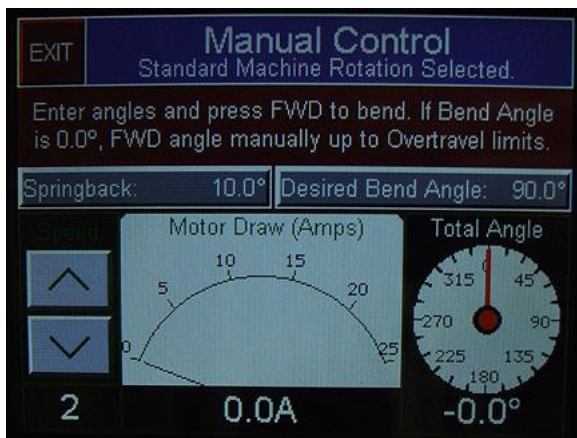 EXIT
Manual Control
Standard Machine Rotation Selected.
Enter angles and press FWD to bend. If Bend Angle
is 0.0º, FWD angle manually up to Overtravel limits.
Springback: 10.0°
Desired Bend Angle: 90.0°
Speed
2
Motor Draw (Amps)
0
5
10
15
20
25
0.0A
Total Angle
0
45
90
135
180
225
270
315
-0.0°